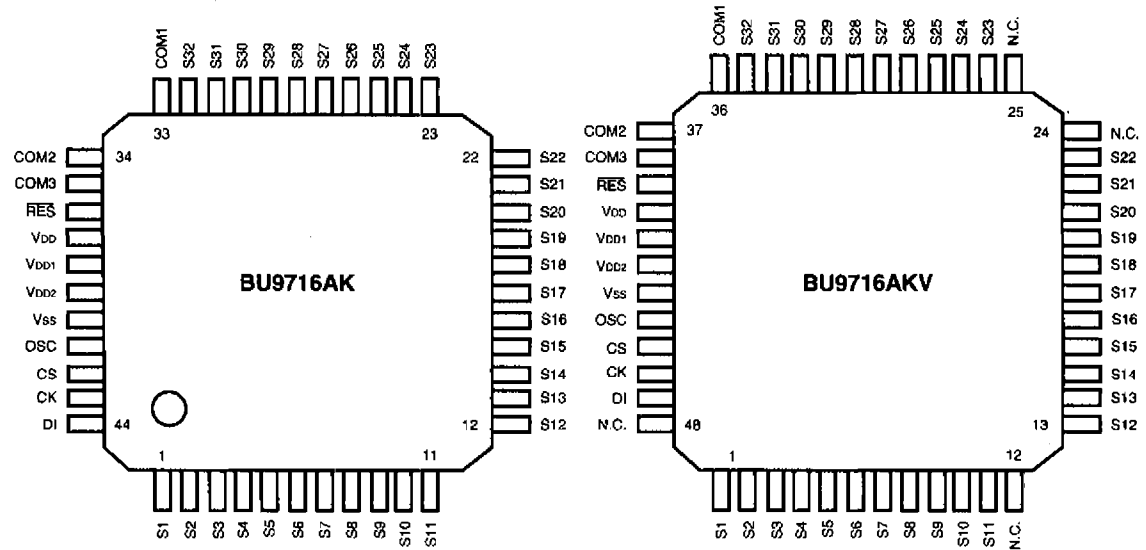 COM1 S32 S31 S30 S29 S28 S27 S26 S25 S24 S23
33 23
COM2 34 22 S22
COM3 S21
RES S20
VDD S19
VDD1 S18
VDD2 S17
VSS S16
OSC S15
CS S14
CK S13
DI 44 12 S12
BU9716AK
1 11
S1 S2 S3 S4 S5 S6 S7 S8 S9 S10 S11
COM1 S32 S31 S30 S29 S28 S27 S26 S25 S24 S23 N.C.
36 25
COM2 37 24 N.C.
COM3 S22
RES S21
VDD S20
VDD1 S19
VDD2 S18
VSS S17
OSC S16
CS S15
CK S14
DI S13
N.C. 48 13 S12
BU9716AKV
1 12
S1 S2 S3 S4 S5 S6 S7 S8 S9 S10 S11 N.C.